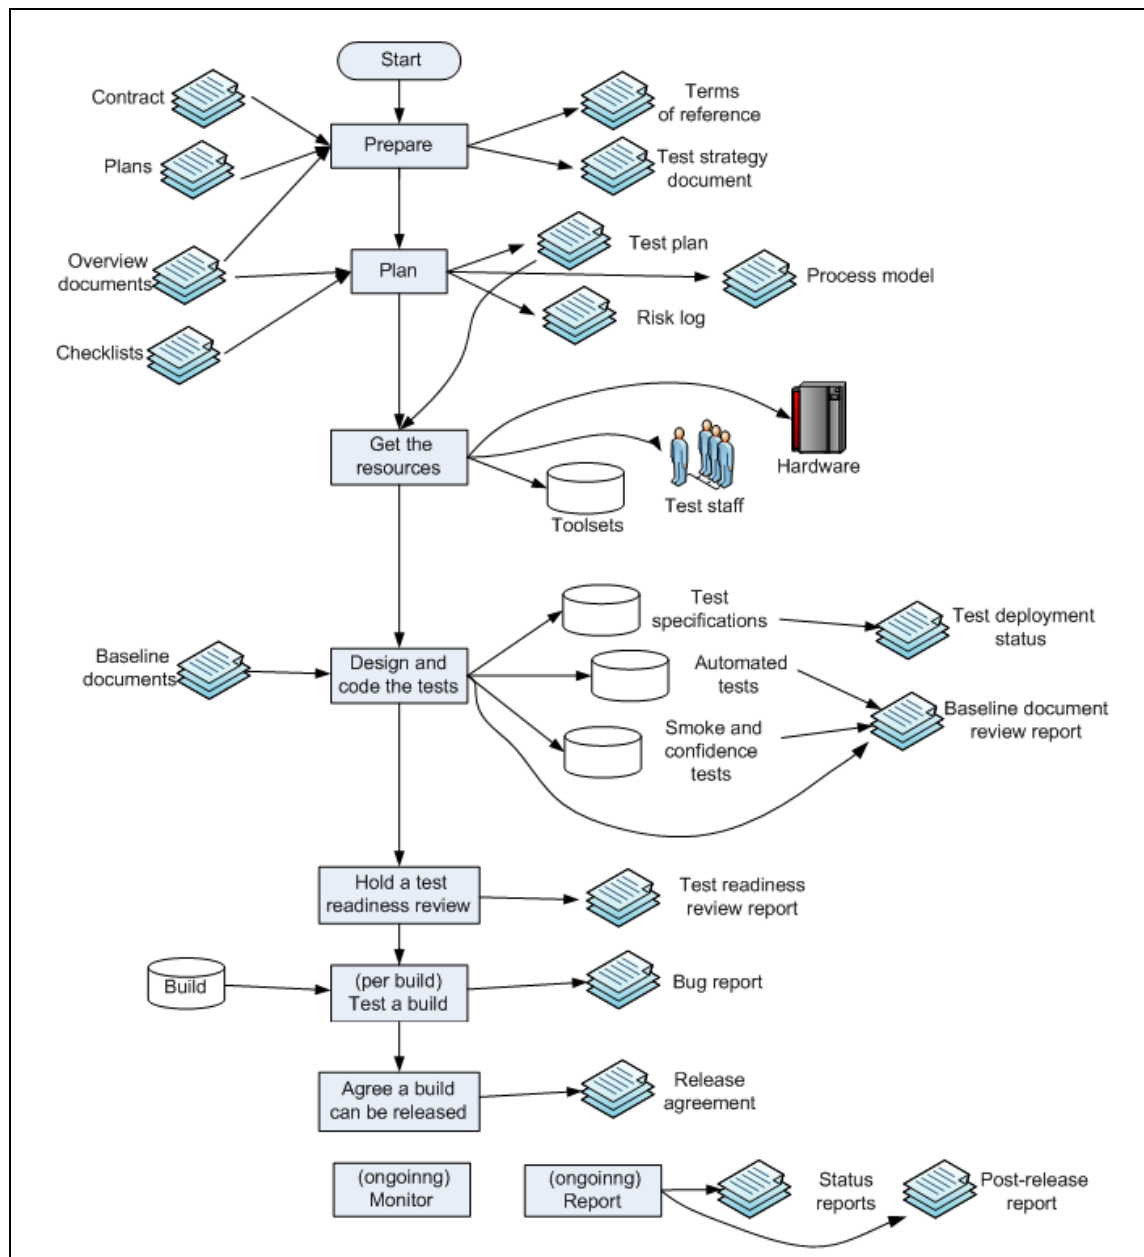 Start
Contract
Terms
of reference
Prepare
Plans
Test strategy
document
Overview
documents
Plan
Test plan
Process model
Risk log
Checklists
Get the
resources
Toolsets
Test staff
Hardware
Test
specifications
Test deployment
status
Baseline
documents
Design and
code the tests
Automated
tests
Smoke and
confidence
tests
Baseline document
review report
Hold a test
readiness review
Test readiness
review report
Build
(per build)
Test a build
Bug report
Agree a build
can be released
Release
agreement
(ongoinng)
Monitor
(ongoinng)
Report
Status
reports
Post-release
report